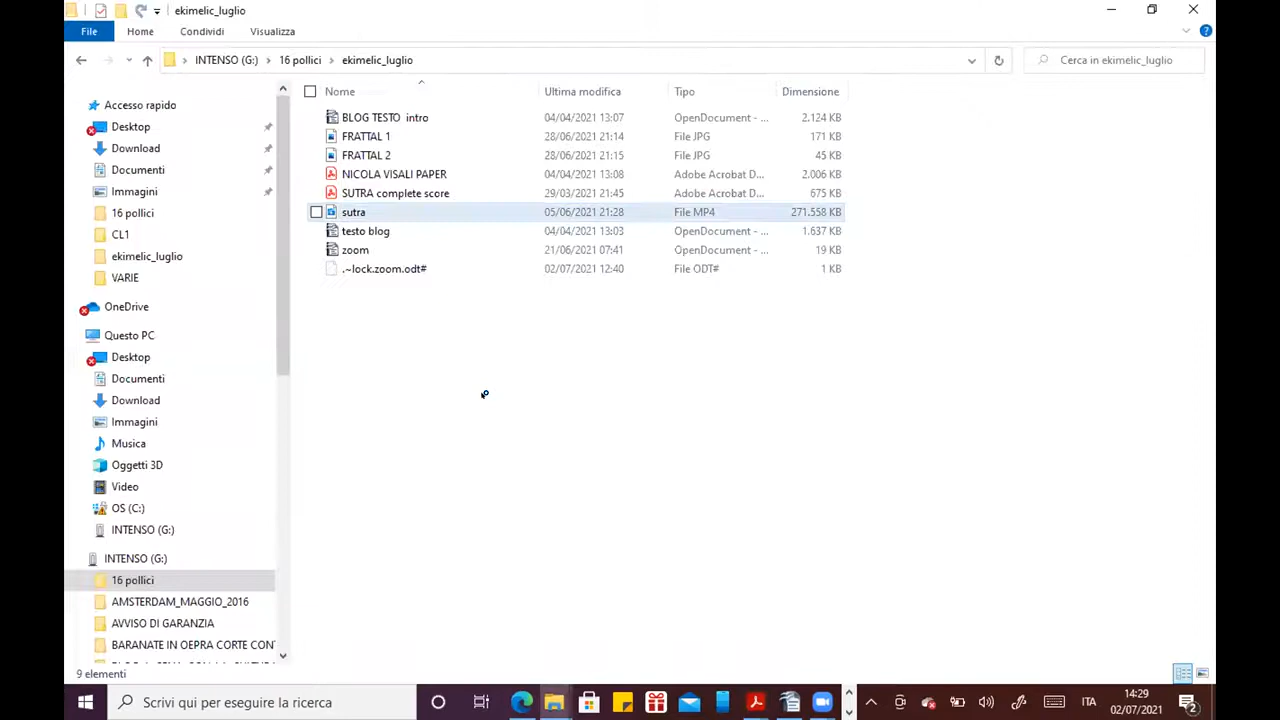 ekimelic_luglio
File Home Condividi Visualizza
INTENSO (G:) 16 pollici ekimelic_luglio Cerca in ekimelic_luglio
Nome Ultima modifica Tipo Dimensione
BLOG TESTO intro 04/04/2021 13:07 OpenDocument - ... 2.124 KB
FRATTAL 1 28/06/2021 21:14 File JPG 171 KB
FRATTAL 2 28/06/2021 21:15 File JPG 45 KB
NICOLA VISALI PAPER 04/04/2021 13:08 Adobe Acrobat D... 2.006 KB
SUTRA complete score 29/03/2021 21:45 Adobe Acrobat D... 675 KB
sutra 05/06/2021 21:28 File MP4 271.558 KB
testo blog 04/04/2021 13:03 OpenDocument - ... 1.637 KB
zoom 21/06/2021 07:41 OpenDocument - ... 19 KB
.~lock.zoom.odt# 02/07/2021 12:40 File ODT# 1 KB
Accesso rapido
Desktop
Download
Documenti
Immagini
16 pollici
CL1
ekimelic_luglio
VARIE
OneDrive
Questo PC
Desktop
Documenti
Download
Immagini
Musica
Oggetti 3D
Video
OS (C:)
INTENSO (G:)
INTENSO (G:)
16 pollici
AMSTERDAM_MAGGIO_2016
AVVISO DI GARANZIA
BARANATE IN OEPRA CORTE CONT
9 elementi
Scrivi qui per eseguire la ricerca
ITA
14:29
02/07/2021
2